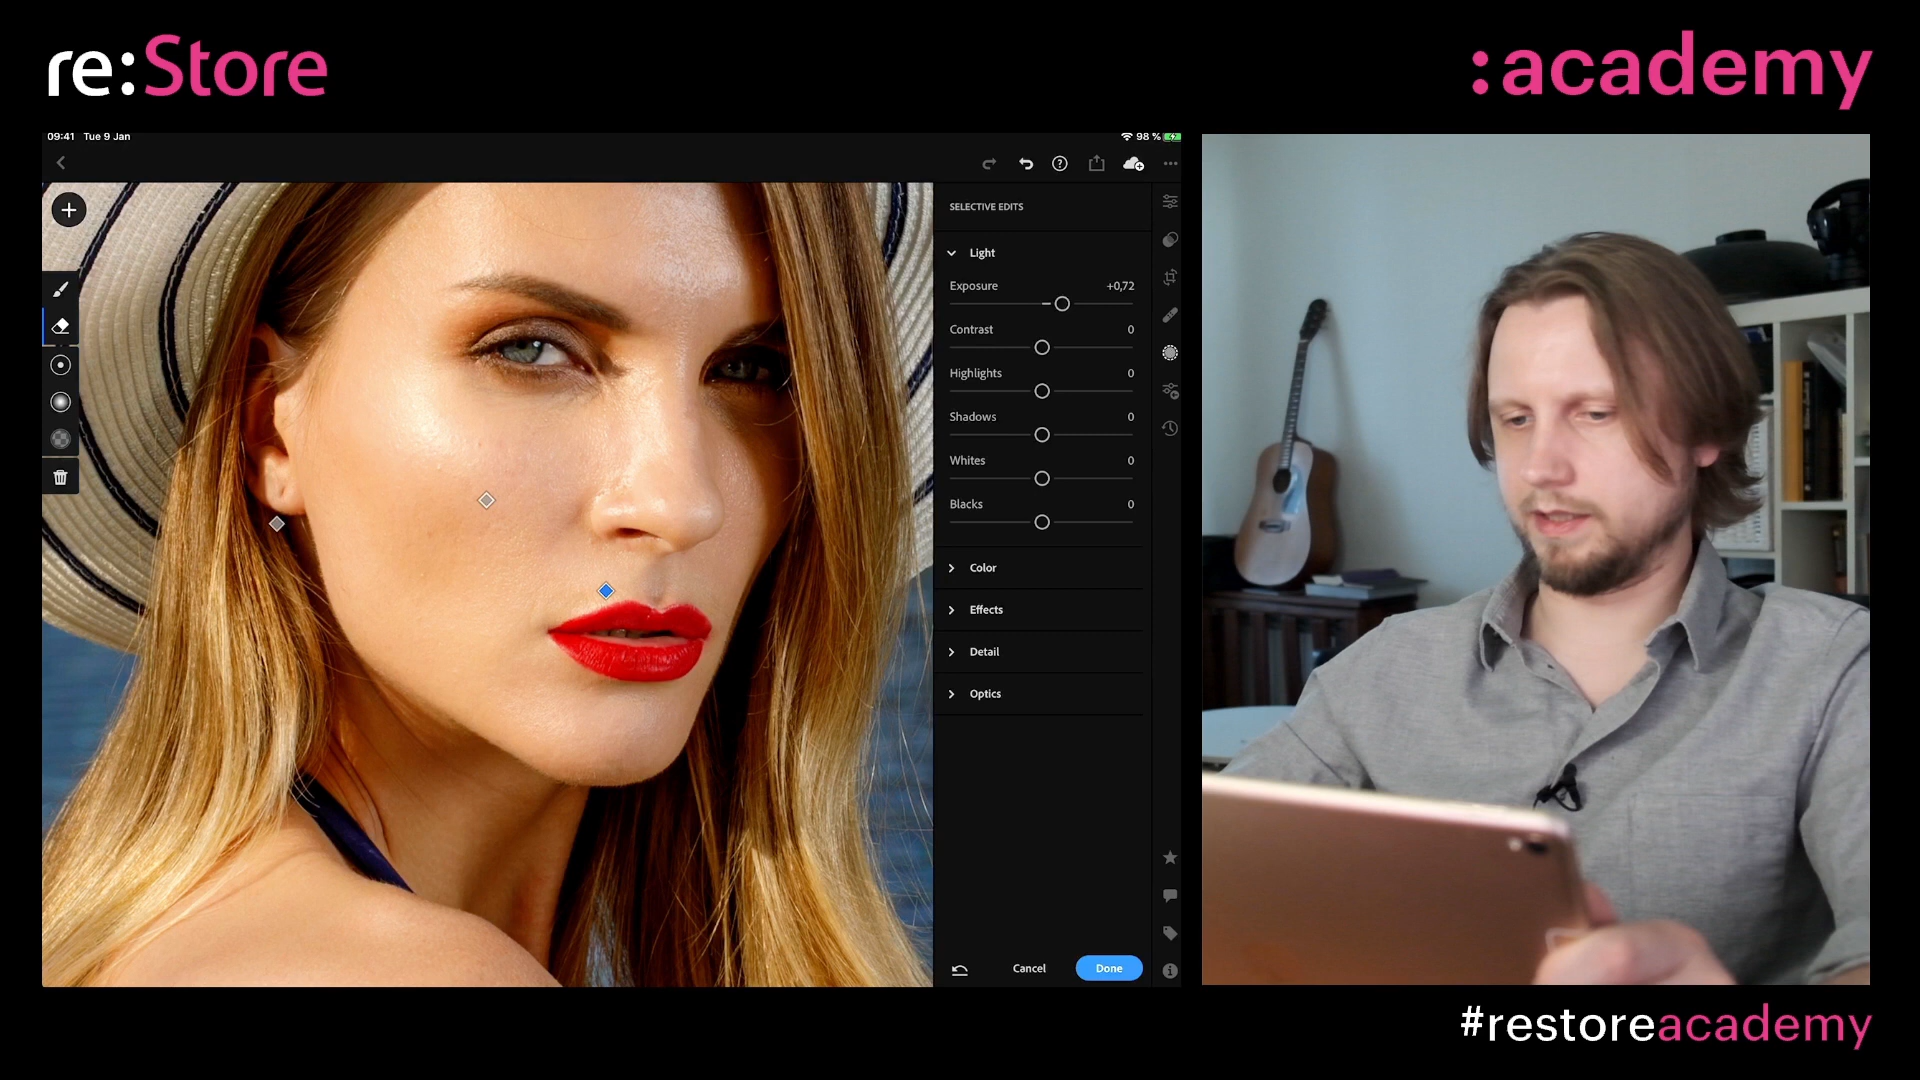 re:Store
:academy
09:41 Tue 9 Jan
98 %
SELECTIVE EDITS
Light
Exposure +0,72
Contrast 0
Highlights 0
Shadows 0
Whites 0
Blacks 0
Color
Effects
Detail
Optics
Cancel Done
#restoreacademy